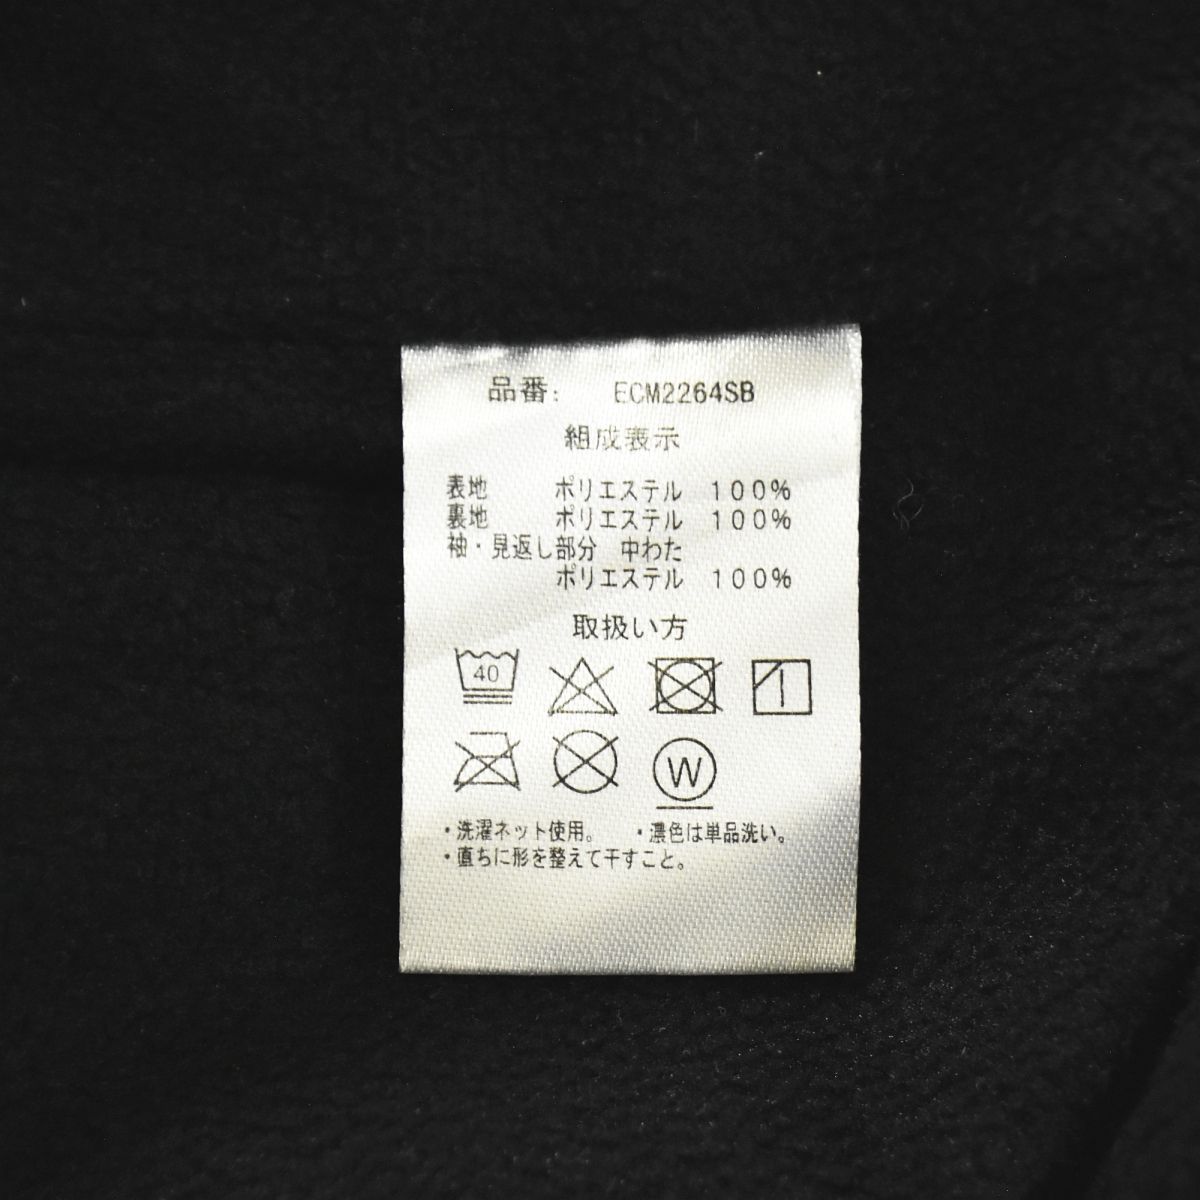 品番: ECM2264SB
組成表示
表地 ポリエステル 100%
裏地 ポリエステル 100%
袖・見返し部分 中わた
ポリエステル 100%
取扱い方
40
W
・洗濯ネット使用。 ・濃色は単品洗い。
・直ちに形を整えて干すこと。